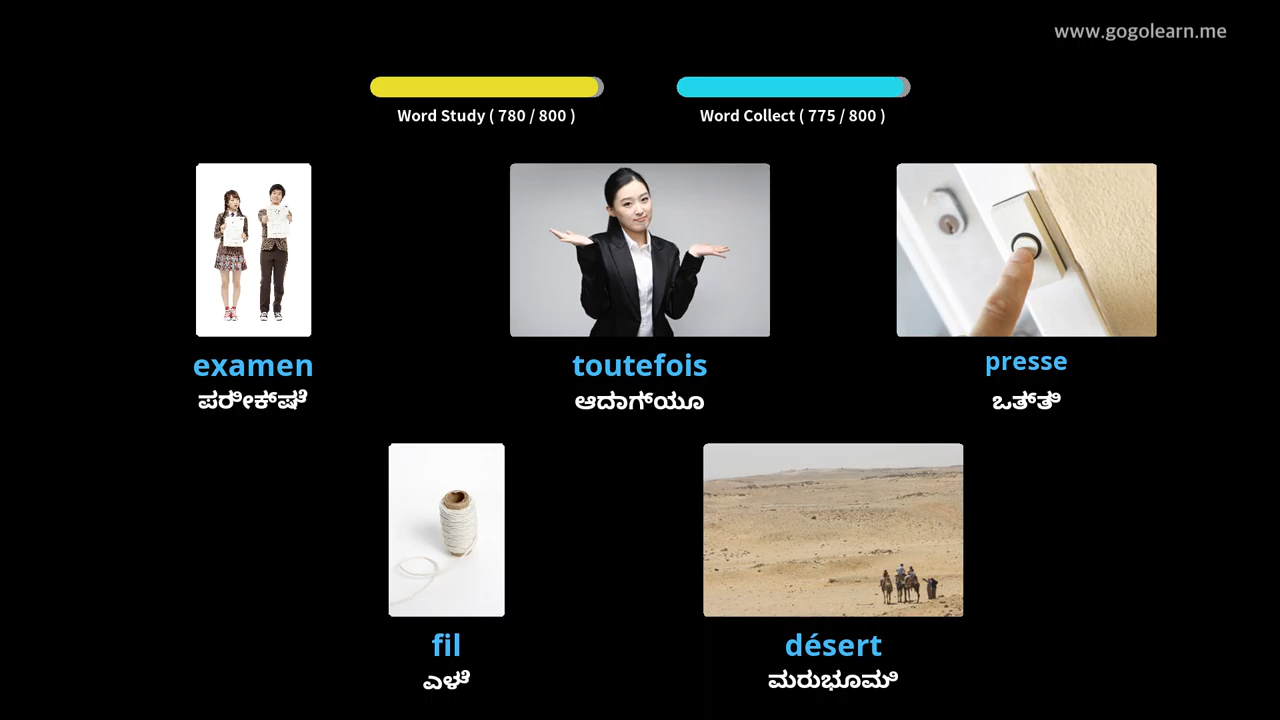 www.gogolearn.me
Word Study ( 780 / 800 )
Word Collect ( 775 / 800 )
examen
ಪರೀಕ್ಷೆ
toutefois
ಆದಾಗ್ಯೂ
presse
ಒತ್ತಿ
fil
ಎಳೆ
désert
ಮರುಭೂಮಿ